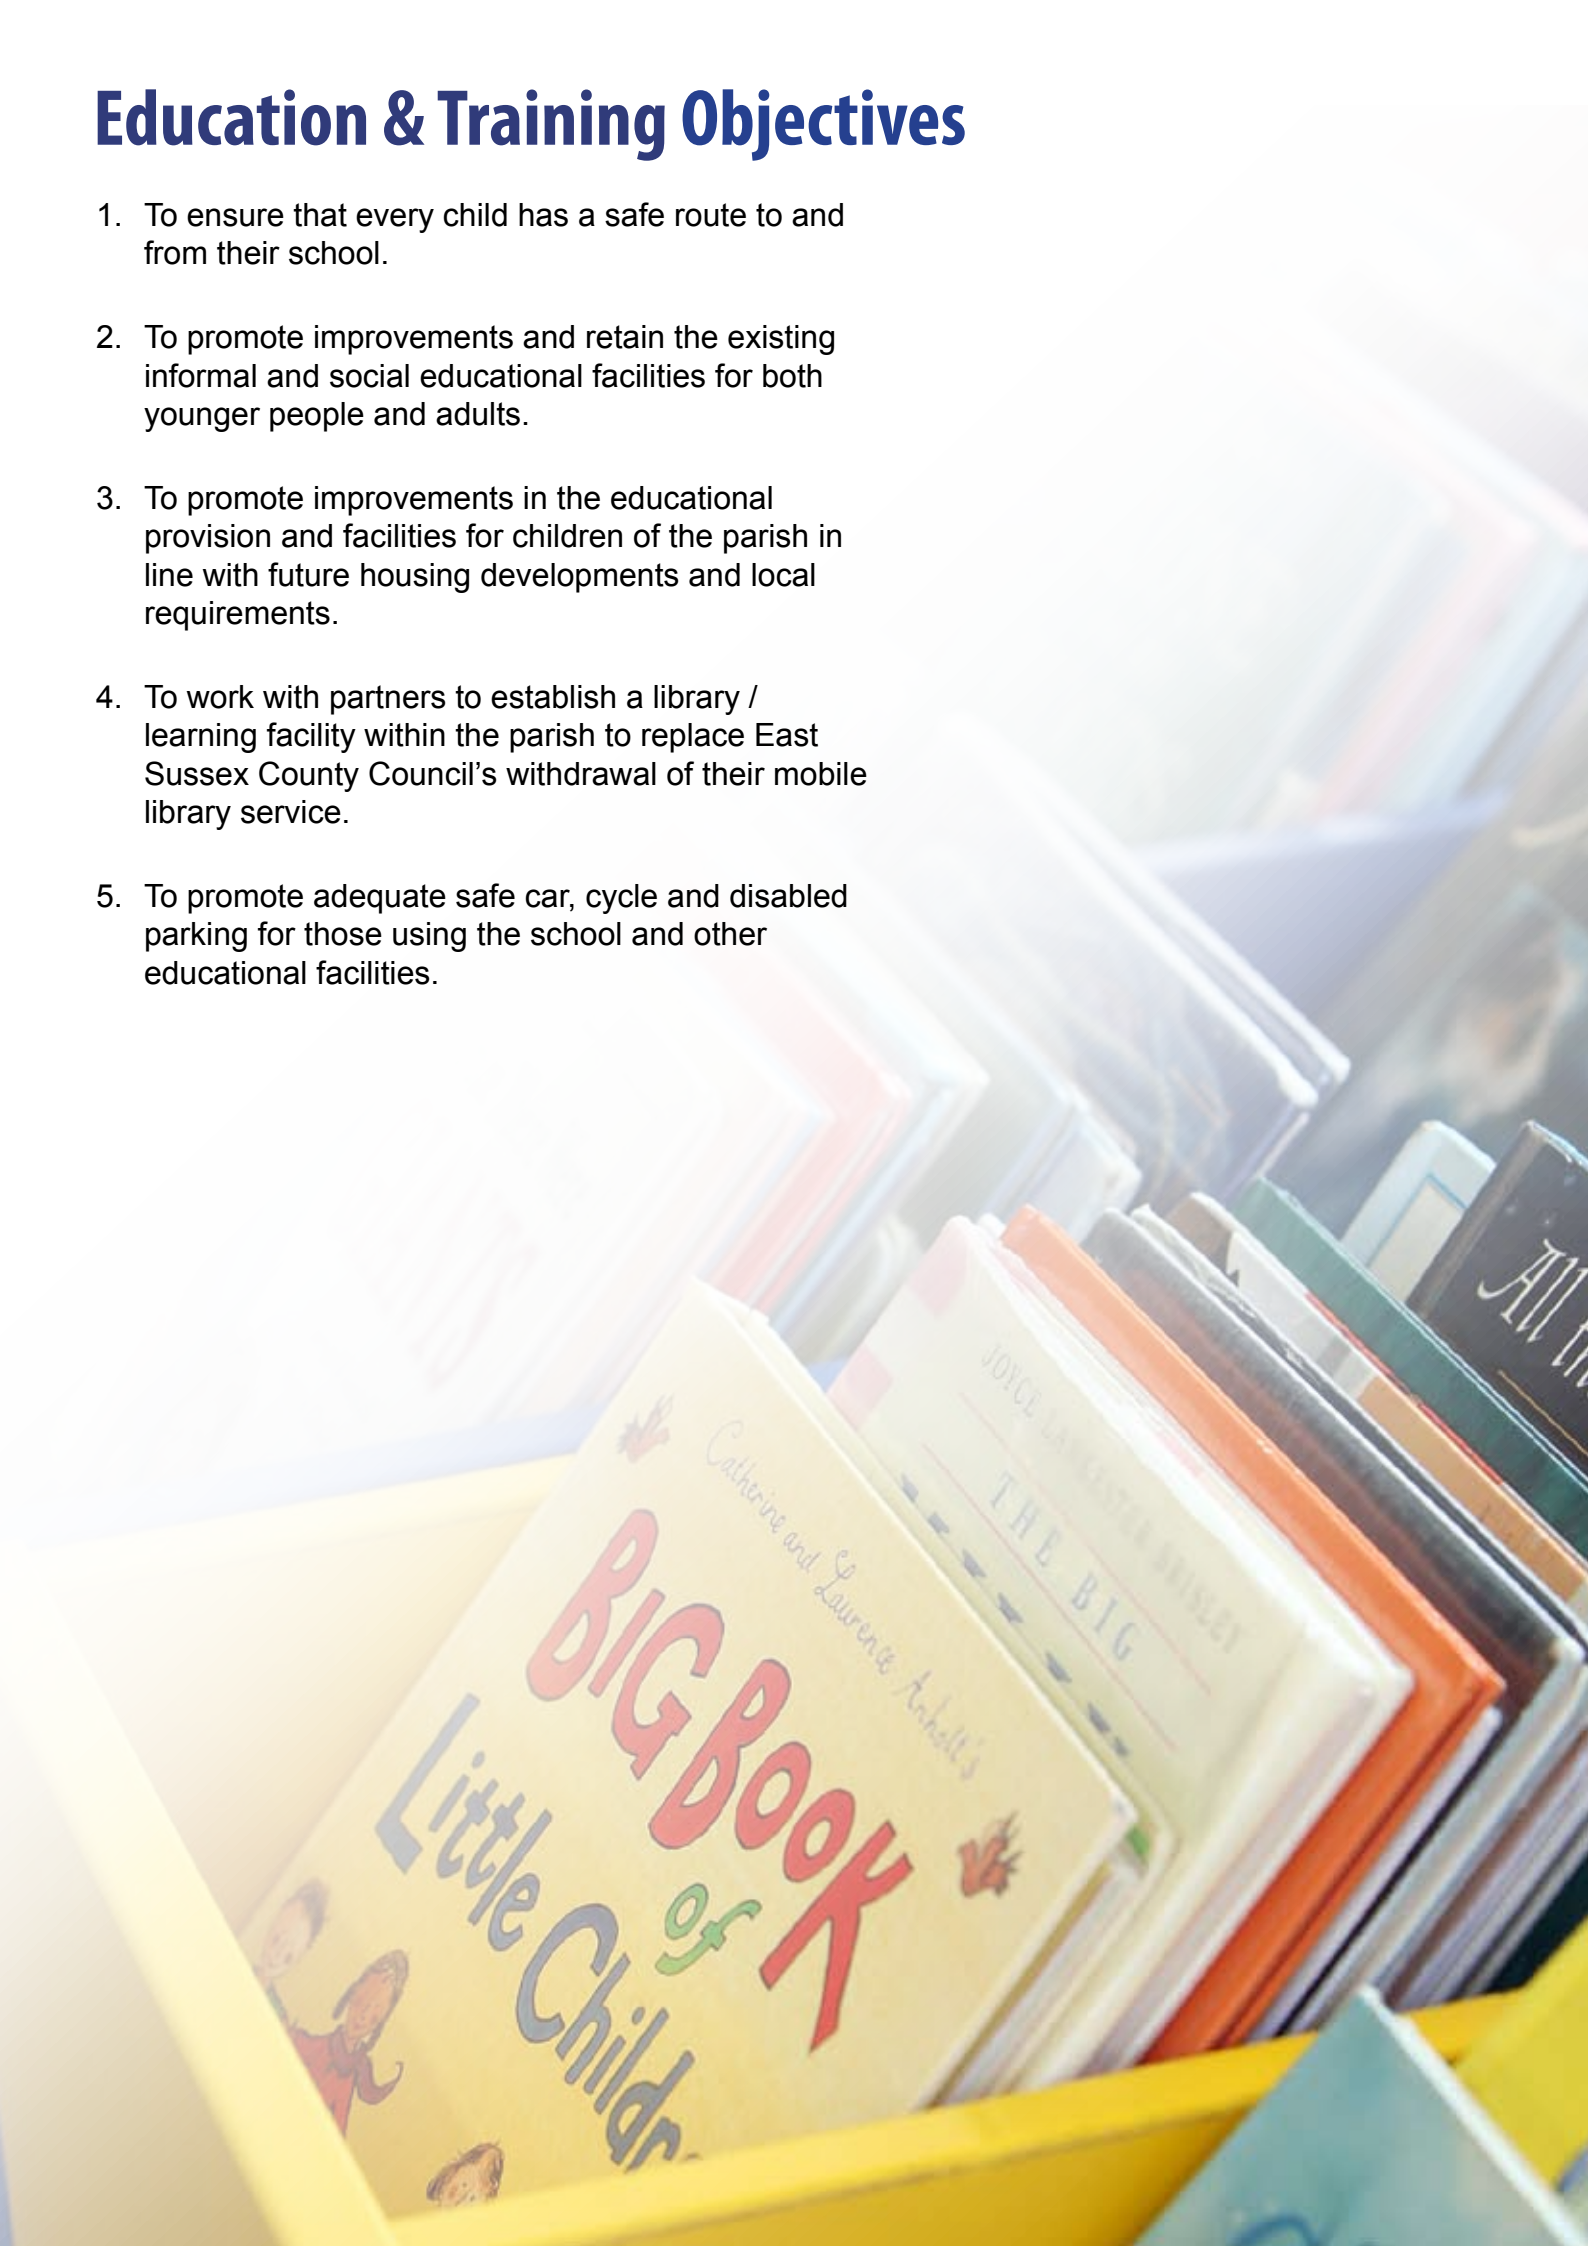 Education & Training Objectives
1. To ensure that every child has a safe route to and
from their school.
2. To promote improvements and retain the existing
informal and social educational facilities for both
younger people and adults.
3. To promote improvements in the educational
provision and facilities for children of the parish in
line with future housing developments and local
requirements.
4. To work with partners to establish a library /
learning facility within the parish to replace East
Sussex County Council’s withdrawal of their mobile
library service.
5. To promote adequate safe car, cycle and disabled
parking for those using the school and other
educational facilities.
All
JOYCE LANKESTER BRISLEY
THE BIG
Catherine and Laurence Anholt's
BIG BOOK
of
Little Childr